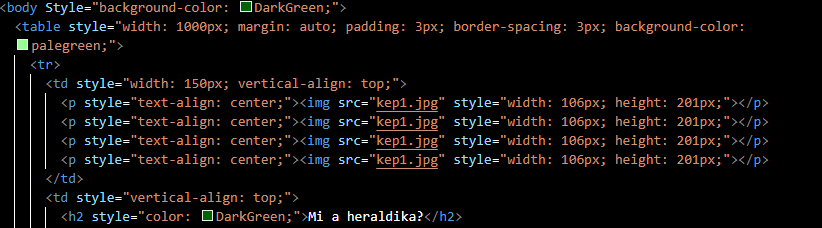 <body Style="background-color: DarkGreen;">
<table style="width: 1000px; margin: auto; padding: 3px; border-spacing: 3px; background-color:
palegreen;">
<tr>
<td style="width: 150px; vertical-align: top;">
<p style="text-align: center;"><img src="kep1.jpg" style="width: 106px; height: 201px;"></p>
<p style="text-align: center;"><img src="kep1.jpg" style="width: 106px; height: 201px;"></p>
<p style="text-align: center;"><img src="kep1.jpg" style="width: 106px; height: 201px;"></p>
<p style="text-align: center;"><img src="kep1.jpg" style="width: 106px; height: 201px;"></p>
</td>
<td style="vertical-align: top;">
<h2 style="color: DarkGreen;">Mi a heraldika?</h2>